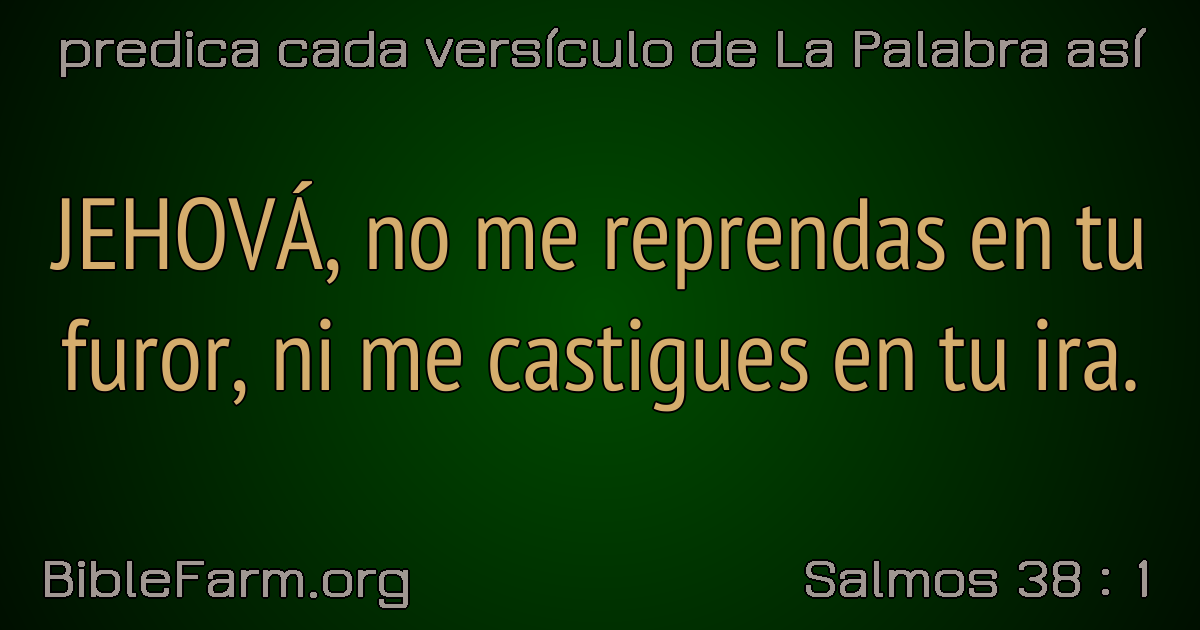 predica cada versículo de La Palabra así
JEHOVÁ, no me reprendas en tu
furor, ni me castigues en tu ira.
BibleFarm.org
Salmos 38 : 1